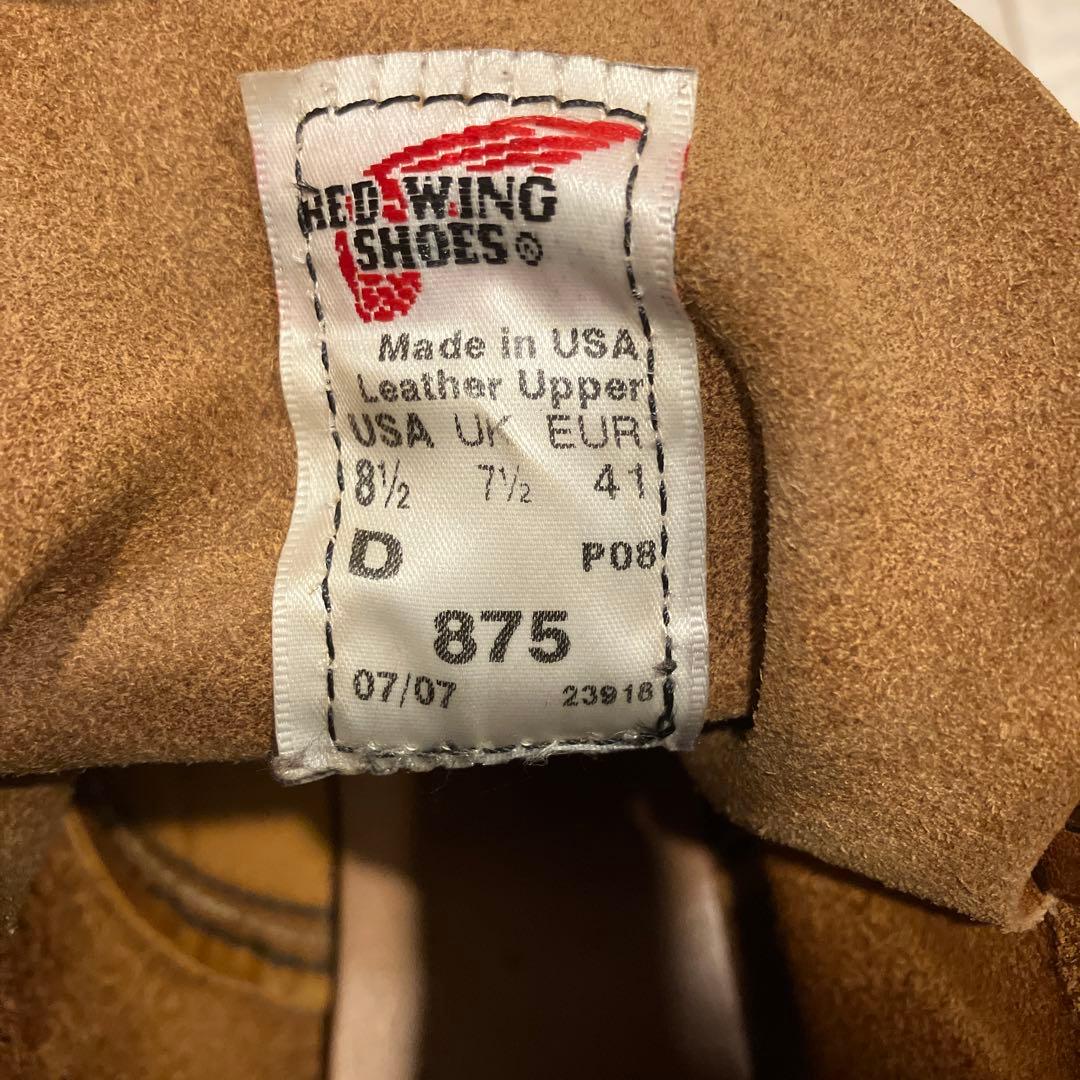 RED WING
SHOES®
Made in USA
Leather Upper
USA UK EUR
8½ 7½ 41
D P08
875
07/07 23918